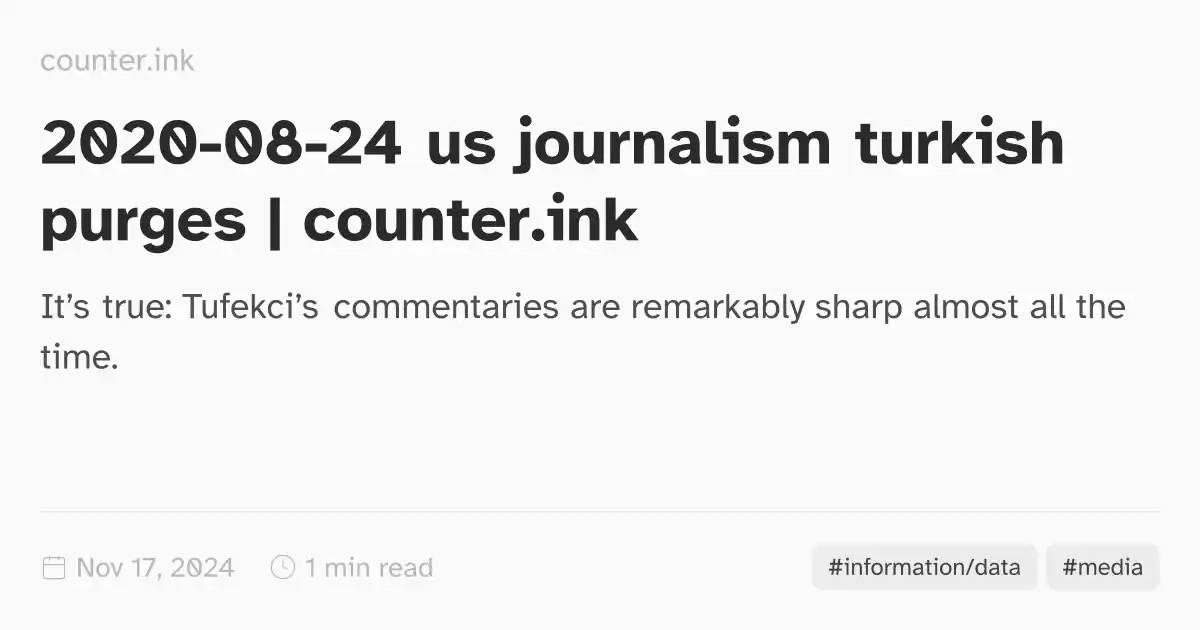 counter.ink
2020-08-24 us journalism turkish
purges | counter.ink
It’s true: Tufekci’s commentaries are remarkably sharp almost all the
time.
Nov 17, 2024 1 min read #information/data #media